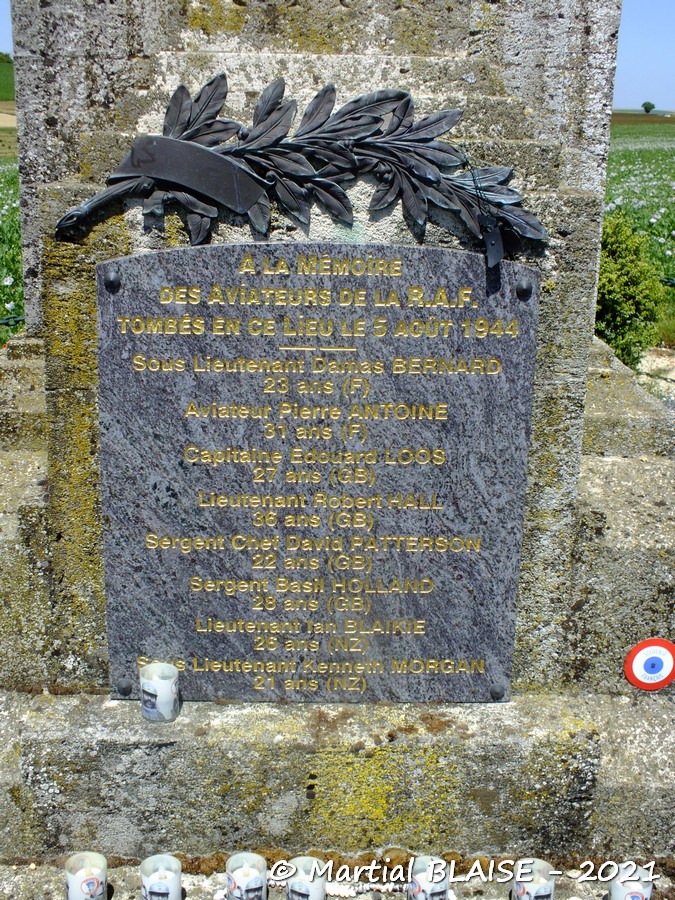 A LA MÉMOIRE
DES AVIATEURS DE LA R.A.F.
TOMBÉS EN CE LIEU LE 5 AOÛT 1944
Sous Lieutenant Damas BERNARD
23 ans (F)
Aviateur Pierre ANTOINE
31 ans (F)
Capitaine Edouard LOOS
27 ans (GB)
Lieutenant Robert HALL
36 ans (GB)
Sergent Chef David PATTERSON
22 ans (GB)
Sergent Basil HOLLAND
28 ans (GB)
Lieutenant Ian BLAIKIE
26 ans (NZ)
Sous Lieutenant Kenneth MORGAN
21 ans (NZ)
© Martial BLAISE - 2021